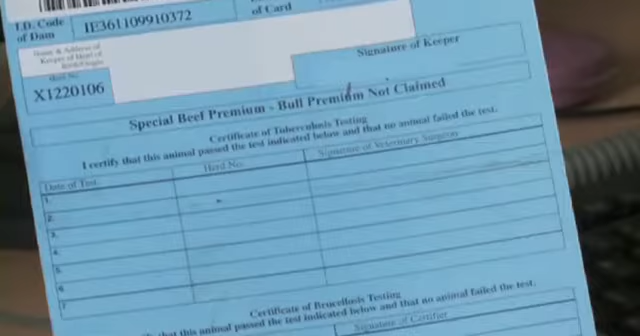 I.D. Code
of Dam
IE361109910372
of Card
Name & Address of
Keeper of Herd of
Signature of Keeper
Herd No.
X1220106
Special Beef Premium - Bull Premium Not Claimed
Certificate of Tuberculosis Testing
I certify that this animal passed the test indicated below and that no animal failed the test.
Date of Test
Herd No.
Signature of Veterinary Surgeon
1.
2.
3.
4.
5.
6.
7.
Certificate of Brucellosis Testing
that this animal passed the test indicated below and that no animal failed the test.
Signature of Certifier